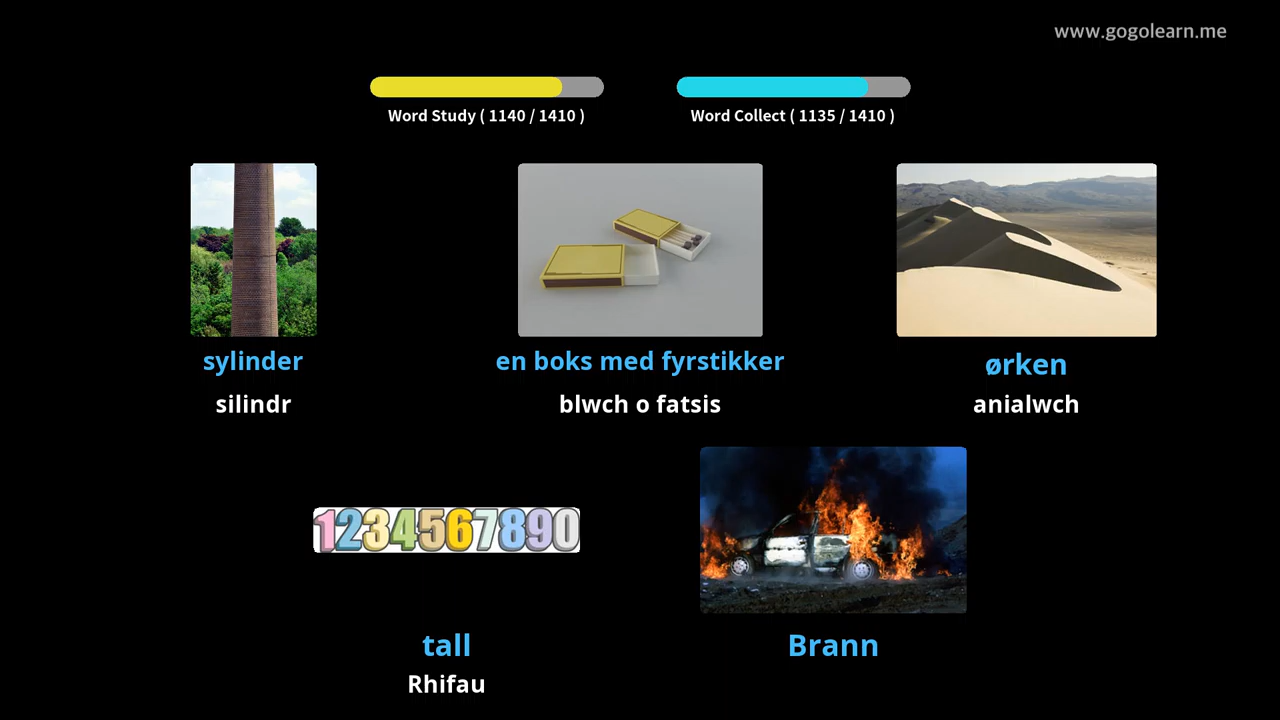 www.gogolearn.me
Word Study ( 1140 / 1410 )
Word Collect ( 1135 / 1410 )
sylinder
silindr
en boks med fyrstikker
blwch o fatsis
ørken
anialwch
1234567890
tall
Rhifau
Brann